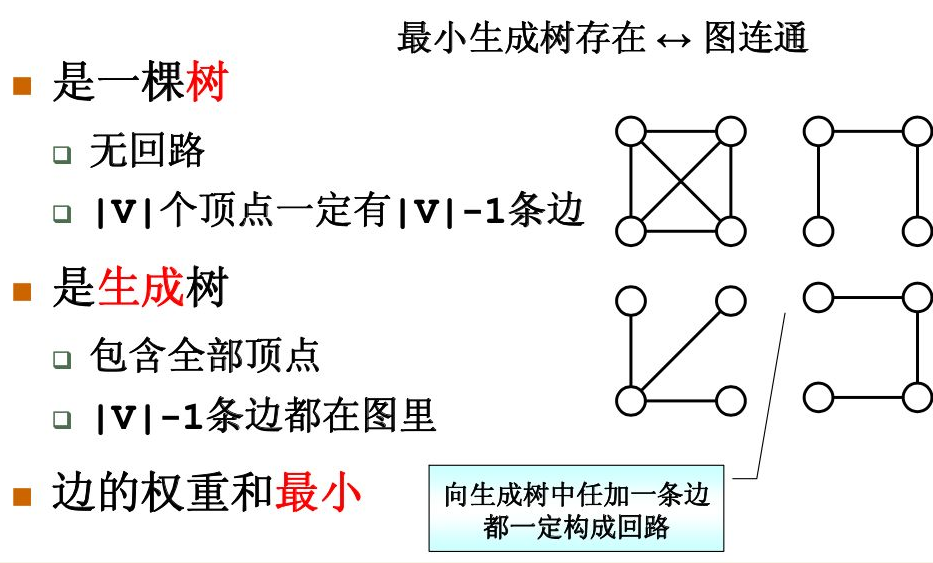 最小生成树存在 ↔ 图连通
是一棵树
无回路
|V|个顶点一定有|V|-1条边
是生成树
包含全部顶点
|V|-1条边都在图里
边的权重和最小
向生成树中任加一条边
都一定构成回路